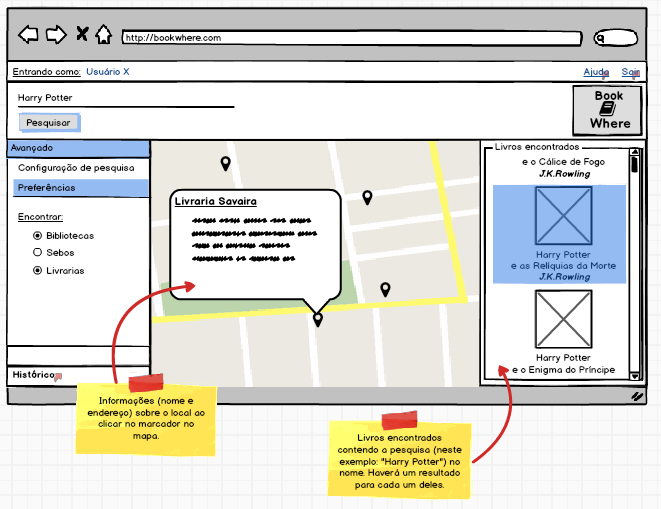 http://bookwhere.com
Entrando como: Usuário X
Ajuda Sair
Harry Potter
Pesquisar
Book
Where
Avançado
Configuração de pesquisa
Preferências
Encontrar:
Bibliotecas
Sebos
Livrarias
Histórico
Livraria Savaira
Livros encontrados
e o Cálice de Fogo
J.K.Rowling
Harry Potter
e as Relíquias da Morte
J.K.Rowling
Harry Potter
e o Enigma do Príncipe
Informações (nome e
endereço) sobre o local ao
clicar no marcador no
mapa.
Livros encontrados
contendo a pesquisa (neste
exemplo: "Harry Potter") no
nome. Haverá um resultado
para cada um deles.